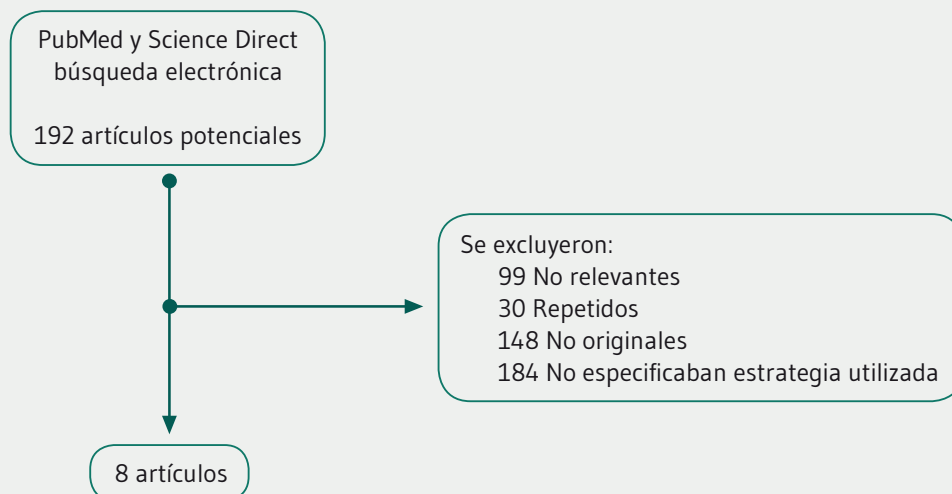 PubMed y Science Direct
búsqueda electrónica
192 artículos potenciales
Se excluyeron:
99 No relevantes
30 Repetidos
148 No originales
184 No especificaban estrategia utilizada
8 artículos